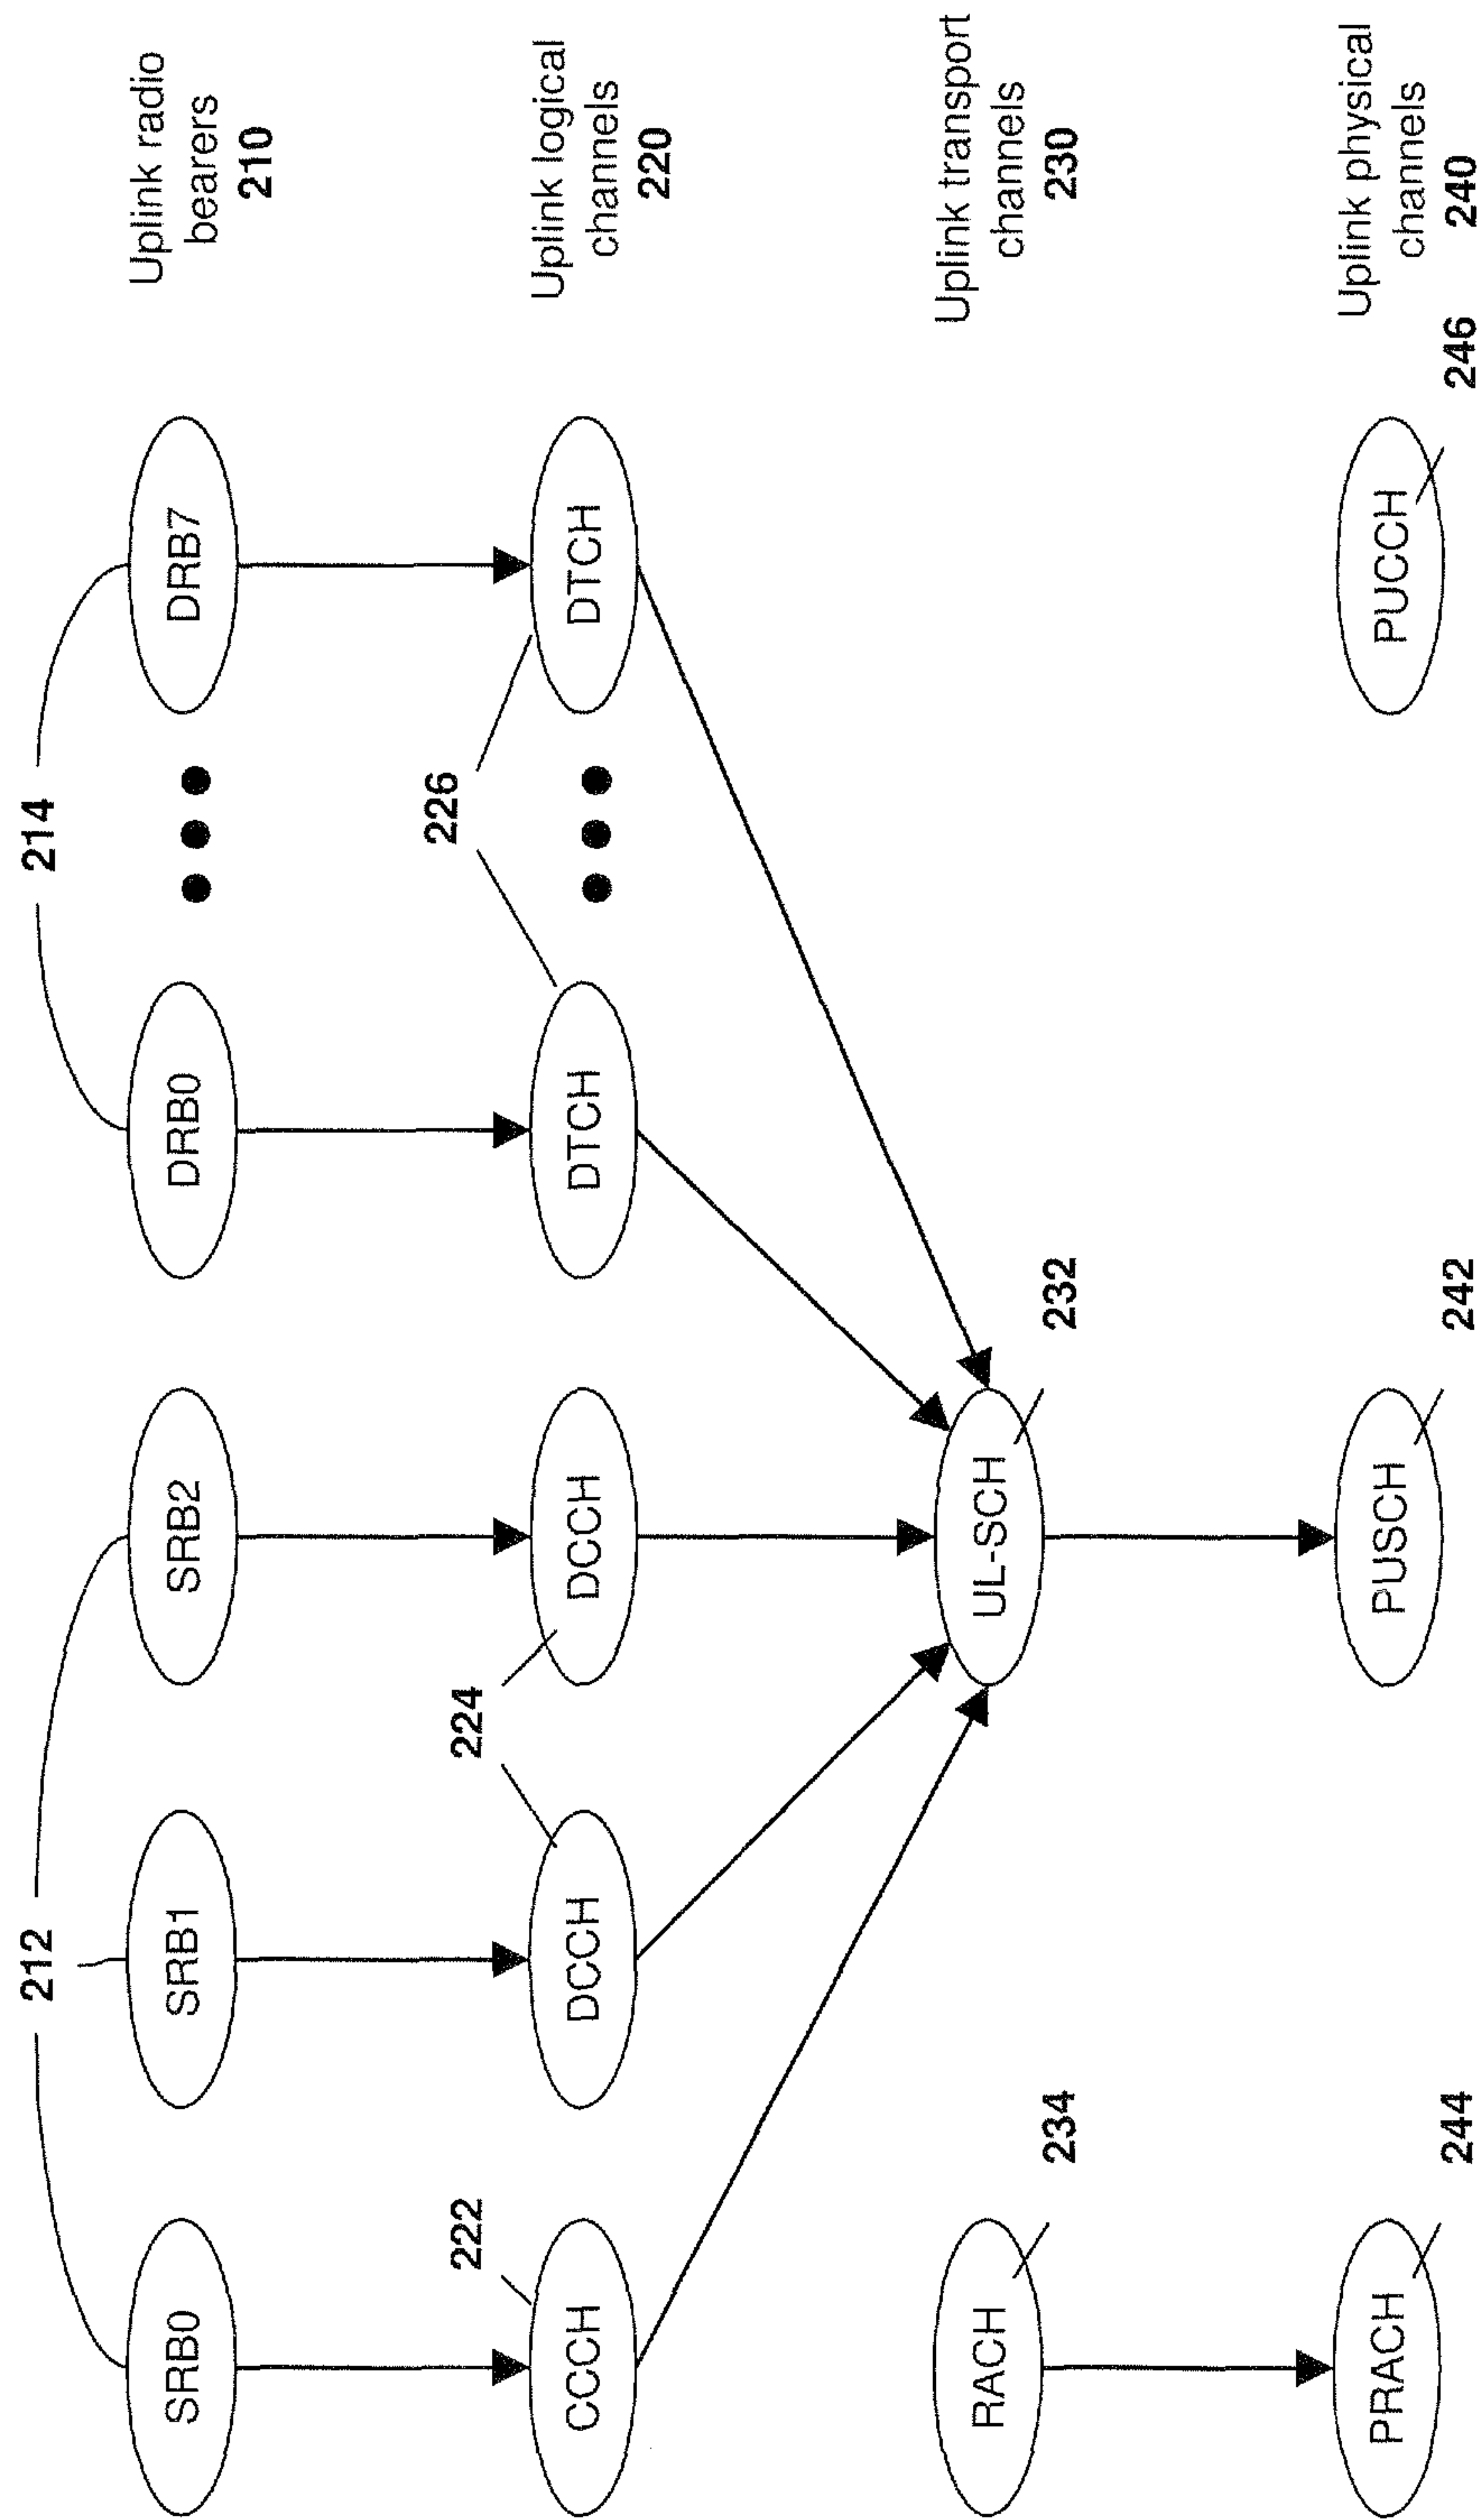 212
214
SRB0
SRB1
SRB2
DRB0
DRB7
Uplink radio
bearers
210
222
224
226
CCCH
DCCH
DCCH
DTCH
DTCH
Uplink logical
channels
220
RACH
234
UL-SCH
232
Uplink transport
channels
230
PRACH
244
PUSCH
242
PUCCH
246
Uplink physical
channels
240